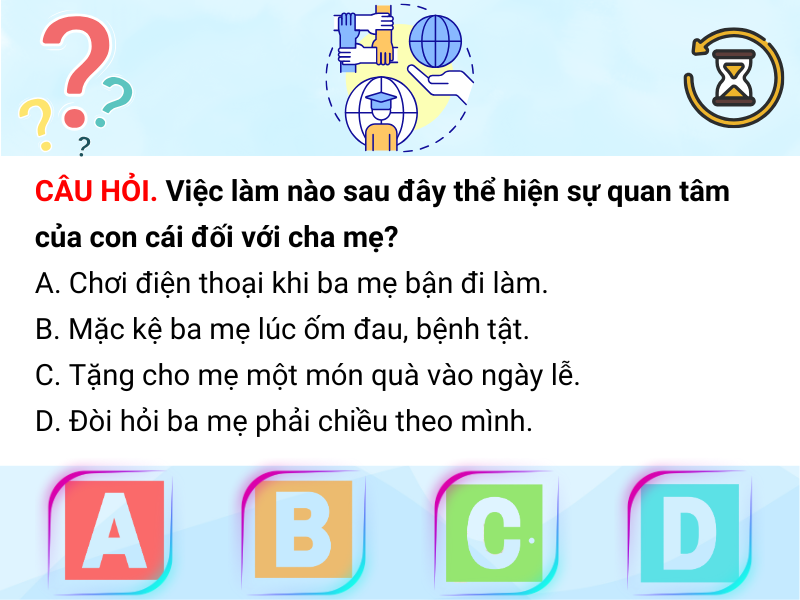 CÂU HỎI. Việc làm nào sau đây thể hiện sự quan tâm
của con cái đối với cha mẹ?
A. Chơi điện thoại khi ba mẹ bận đi làm.
B. Mặc kệ ba mẹ lúc ốm đau, bệnh tật.
C. Tặng cho mẹ một món quà vào ngày lễ.
D. Đòi hỏi ba mẹ phải chiều theo mình.
A B C D